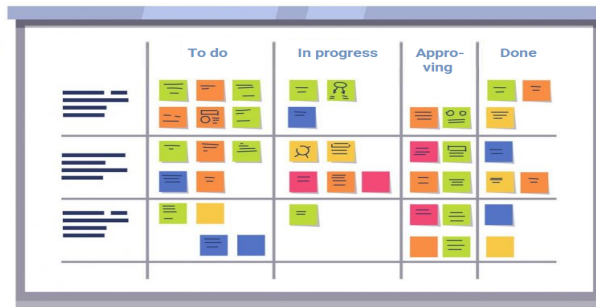 To do
In progress
Appro-
ving
Done